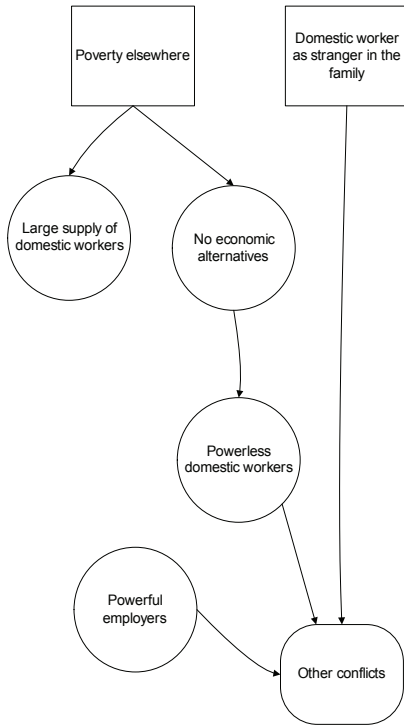 Poverty elsewhere
Domestic worker
as stranger in the
family
Large supply of
domestic workers
No economic
alternatives
Powerless
domestic workers
Powerful
employers
Other conflicts